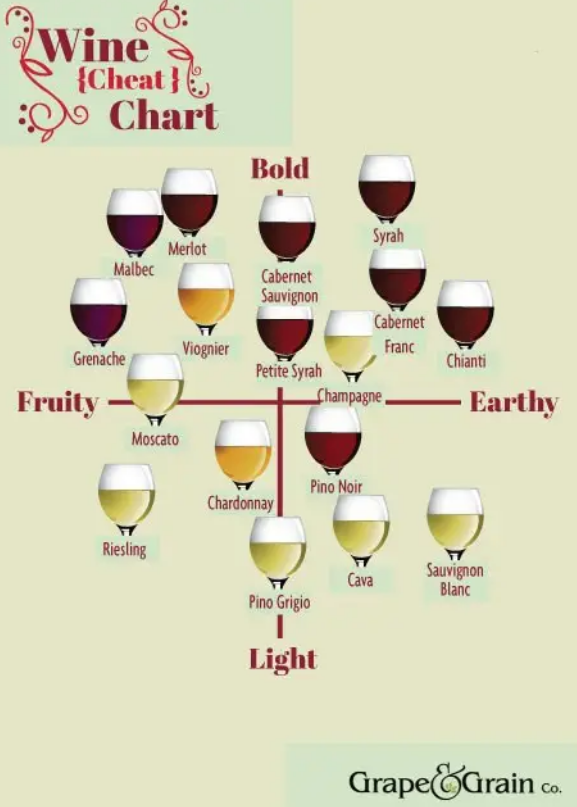 Wine
{Cheat}
Chart
Bold
Syrah
Merlot
Malbec
Cabernet
Sauvignon
Cabernet
Franc
Viognier
Grenache
Chianti
Petite Syrah
Champagne
Fruity
Earthy
Moscato
Pino Noir
Chardonnay
Riesling
Cava
Sauvignon
Blanc
Pino Grigio
Light
Grape&Grain Co.